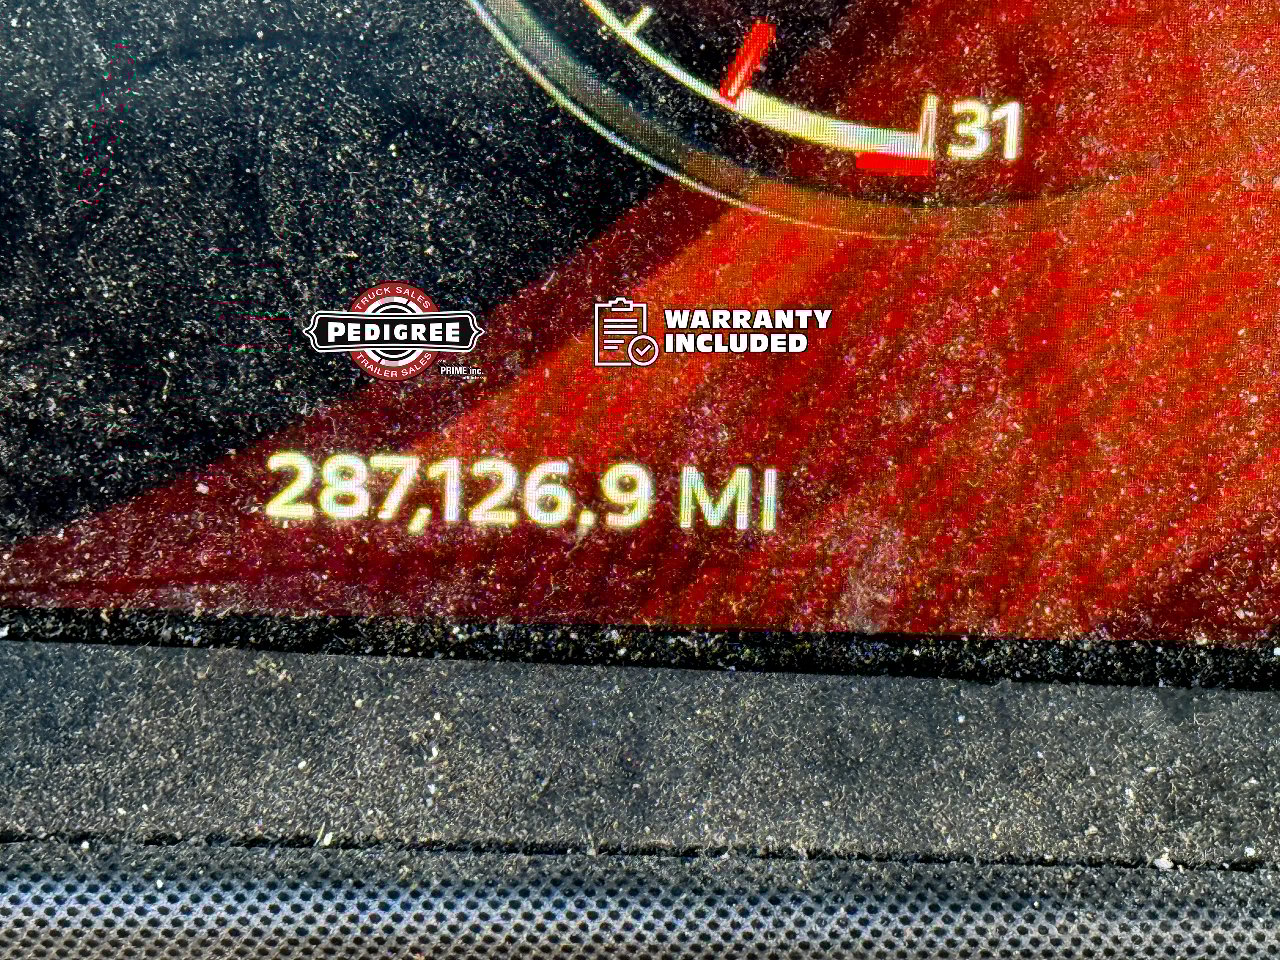 31
TRUCK SALES
PEDIGREE
TRAILER SALES
PRIME inc.
WARRANTY
INCLUDED
287,126.9 MI